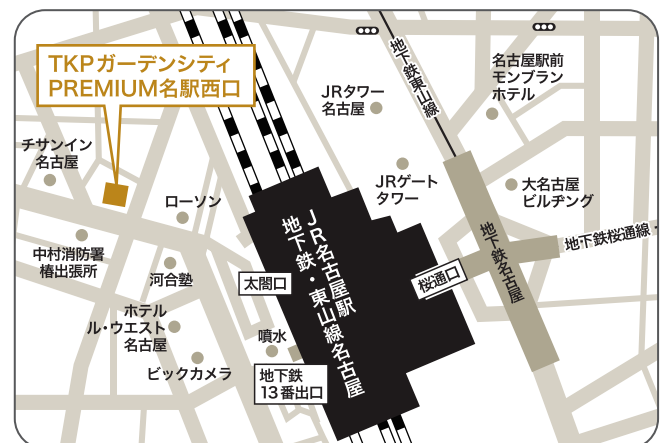 TKPガーデンシティ
PREMIUM名駅西口
チサンイン
名古屋
ローソン
中村消防署
椿出張所
河合塾
ホテル
ル・ウエスト
名古屋
ビックカメラ
噴水
太閤口
地下鉄
13番出口
JR名古屋駅
地下鉄・東山線名古屋
桜通口
JRタワー
名古屋
JRゲート
タワー
地下鉄東山線
名古屋駅前
モンブラン
ホテル
大名古屋
ビルヂング
地下鉄名古屋
地下鉄桜通線